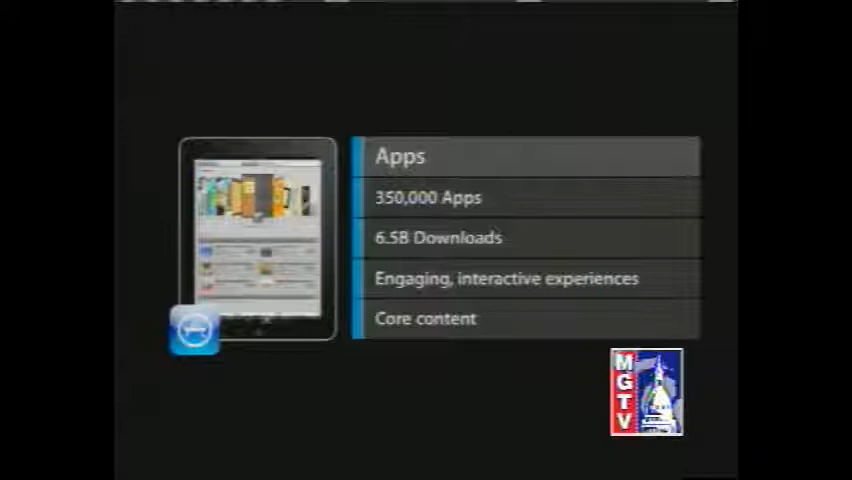 Apps
350,000 Apps
6.5B Downloads
Engaging, interactive experiences
Core content
MGTV